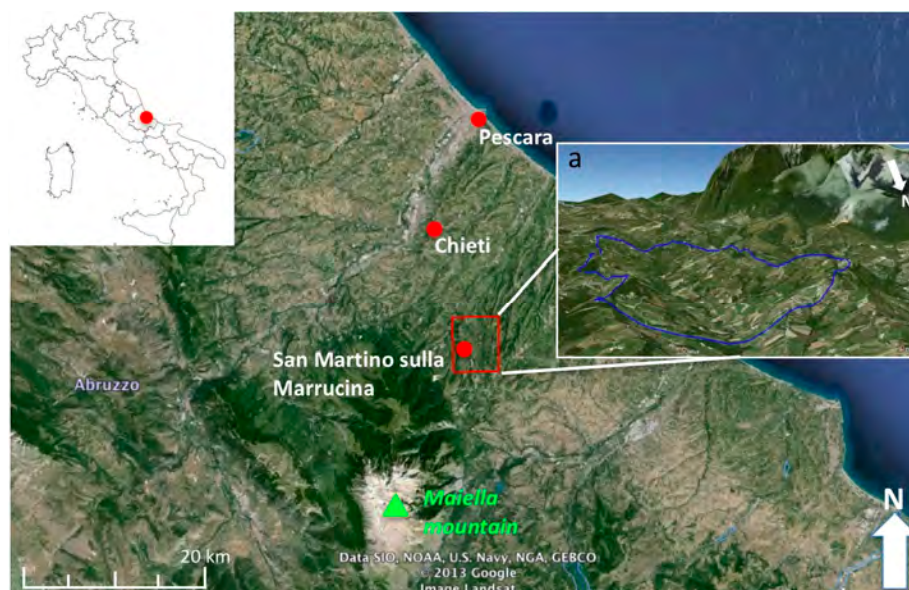 Pescara
a
N
Chieti
San Martino sulla
Marrucina
Abruzzo
Maiella
mountain
N
20 km
Data SIO, NOAA, U.S. Navy, NGA, GEBCO
© 2013 Google
Image Landsat